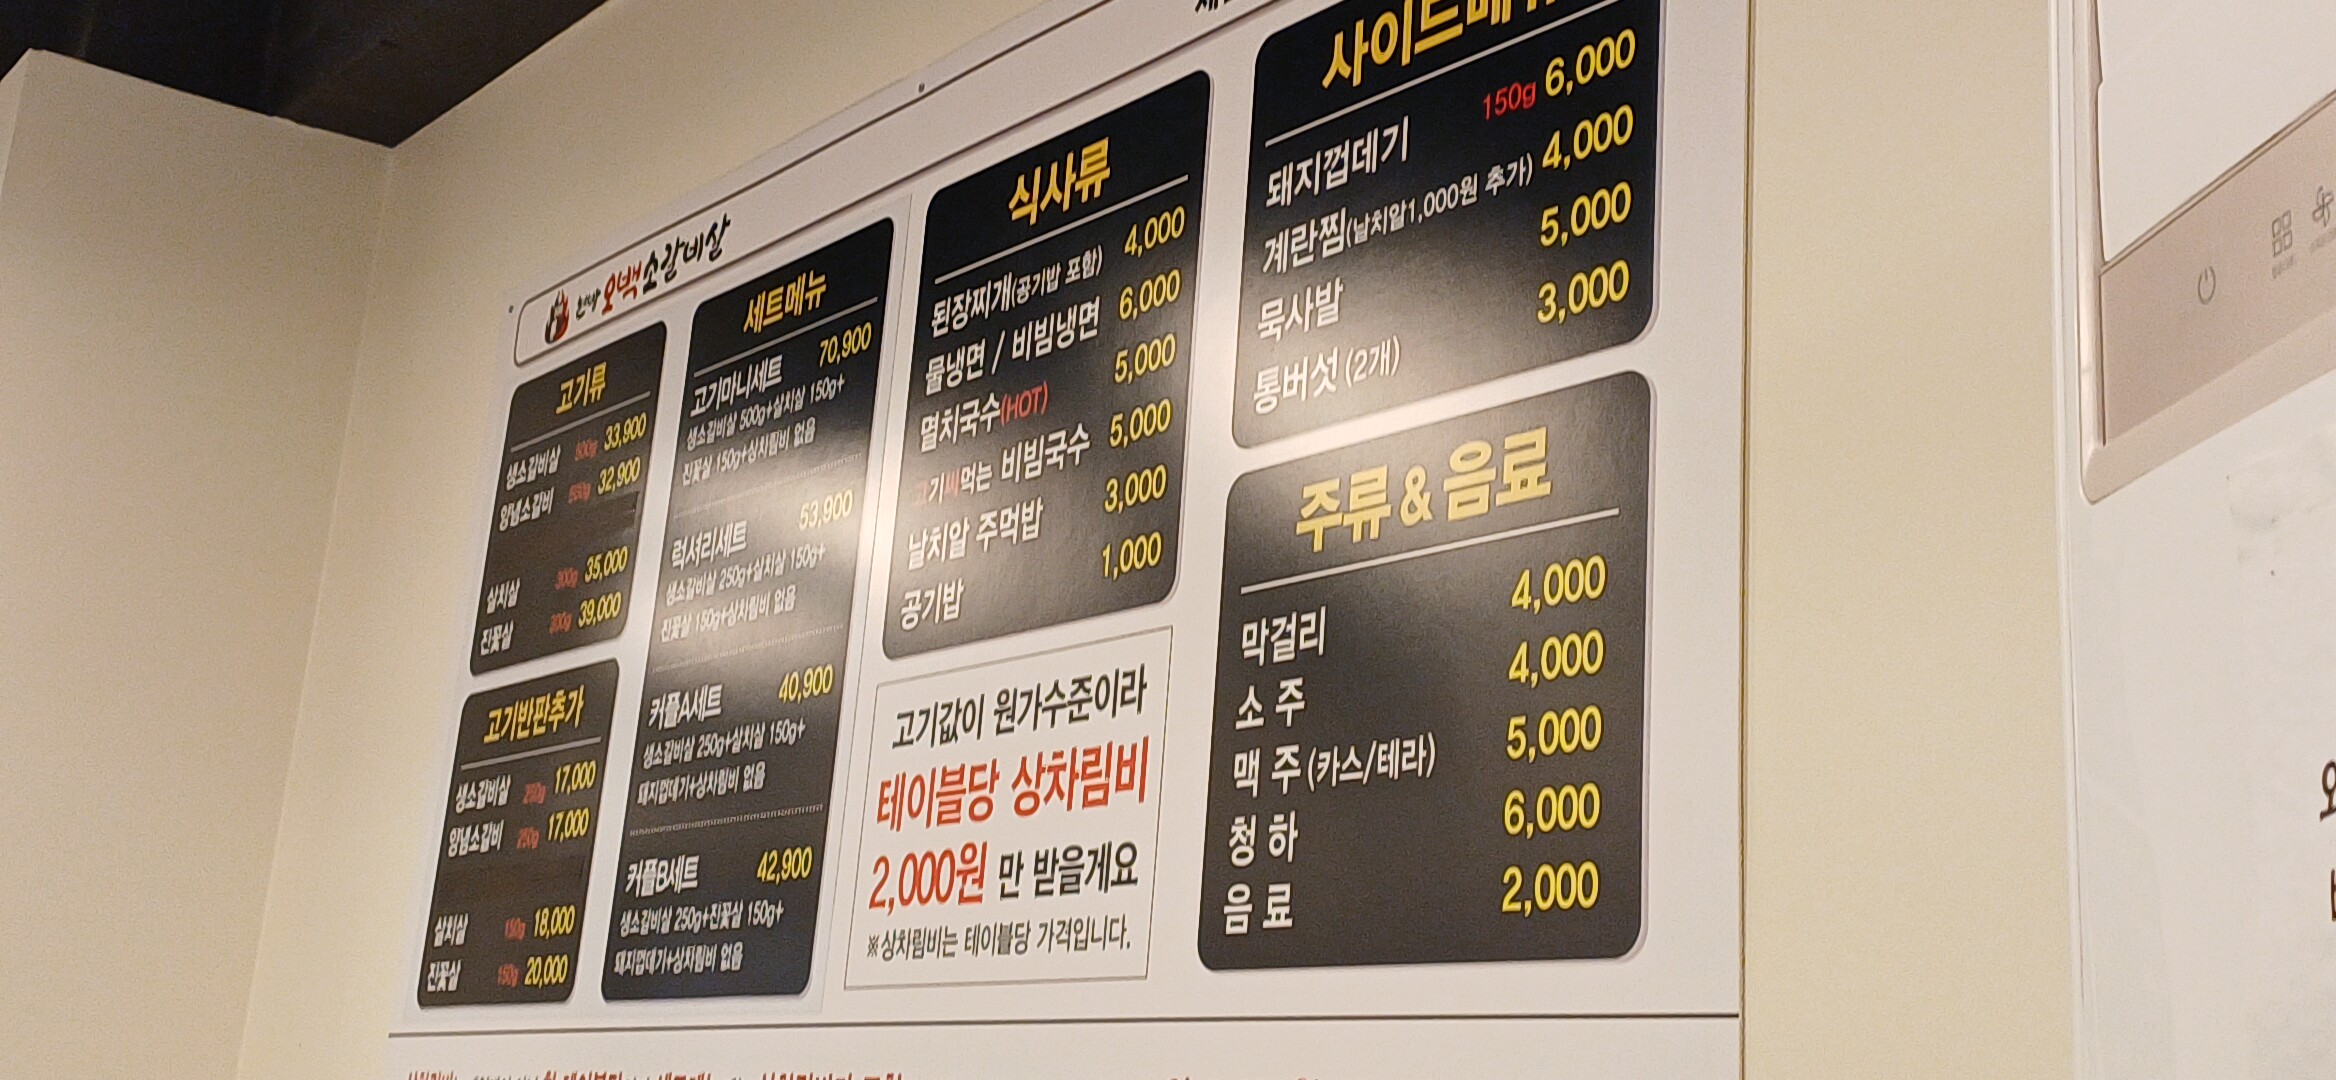 오백소갈비살
고기류
생소갈비살 500g 33,900
양념소갈비 550g 32,900
살치살 300g 35,000
진꽃살 300g 39,000
고기반판추가
생소갈비살 250g 17,000
양념소갈비 250g 17,000
살치살 150g 18,000
진꽃살 150g 20,000
세트메뉴
고기마니세트 70,900
생소갈비살 500g+살치살 150g+
진꽃살 150g+상차림비 없음
럭셔리세트 53,900
생소갈비살 250g+살치살 150g+
진꽃살 150g+상차림비 없음
커플A세트 40,900
생소갈비살 250g+살치살 150g+
돼지껍데기+상차림비 없음
커플B세트 42,900
생소갈비살 250g+진꽃살 150g+
돼지껍데기+상차림비 없음
식사류
된장찌개(공기밥 포함) 4,000
물냉면 / 비빔냉면 6,000
멸치국수(HOT) 5,000
고기싸먹는 비빔국수 5,000
날치알 주먹밥 3,000
공기밥 1,000
고기값이 원가수준이라
테이블당 상차림비
2,000원 만 받을게요
※상차림비는 테이블당 가격입니다.
사이드메뉴
돼지껍데기 150g 6,000
계란찜(날치알1,000원 추가) 4,000
묵사발 5,000
통버섯 (2개) 3,000
주류 & 음료
막걸리 4,000
소 주 4,000
맥 주 (카스/테라) 5,000
청 하 6,000
음 료 2,000